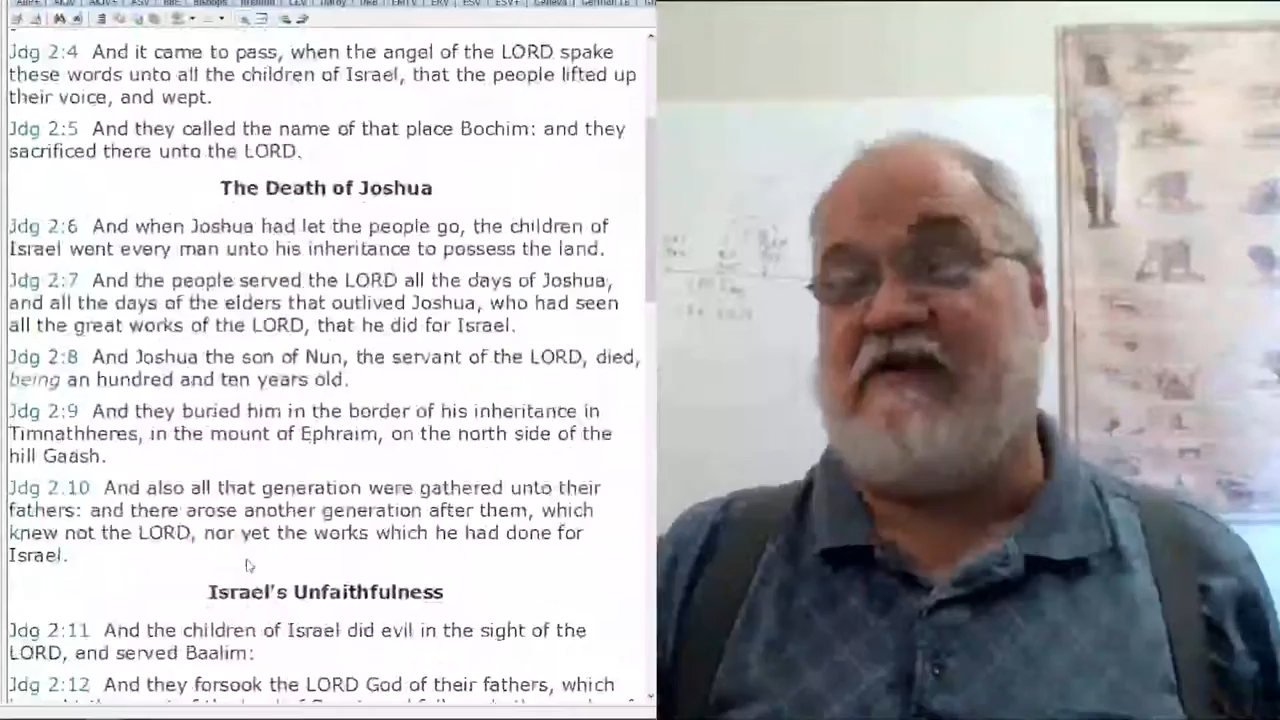 Jdg 2:4 And it came to pass, when the angel of the LORD spake
these words unto all the children of Israel, that the people lifted up
their voice, and wept.
Jdg 2:5 And they called the name of that place Bochim: and they
sacrificed there unto the LORD.
The Death of Joshua
Jdg 2:6 And when Joshua had let the people go, the children of
Israel went every man unto his inheritance to possess the land.
Jdg 2:7 And the people served the LORD all the days of Joshua,
and all the days of the elders that outlived Joshua, who had seen
all the great works of the LORD, that he did for Israel.
Jdg 2:8 And Joshua the son of Nun, the servant of the LORD, died,
being an hundred and ten years old.
Jdg 2:9 And they buried him in the border of his inheritance in
Timnathheres, in the mount of Ephraim, on the north side of the
hill Gaash.
Jdg 2:10 And also all that generation were gathered unto their
fathers: and there arose another generation after them, which
knew not the LORD, nor yet the works which he had done for
Israel.
Israel's Unfaithfulness
Jdg 2:11 And the children of Israel did evil in the sight of the
LORD, and served Baalim:
Jdg 2:12 And they forsook the LORD God of their fathers, which